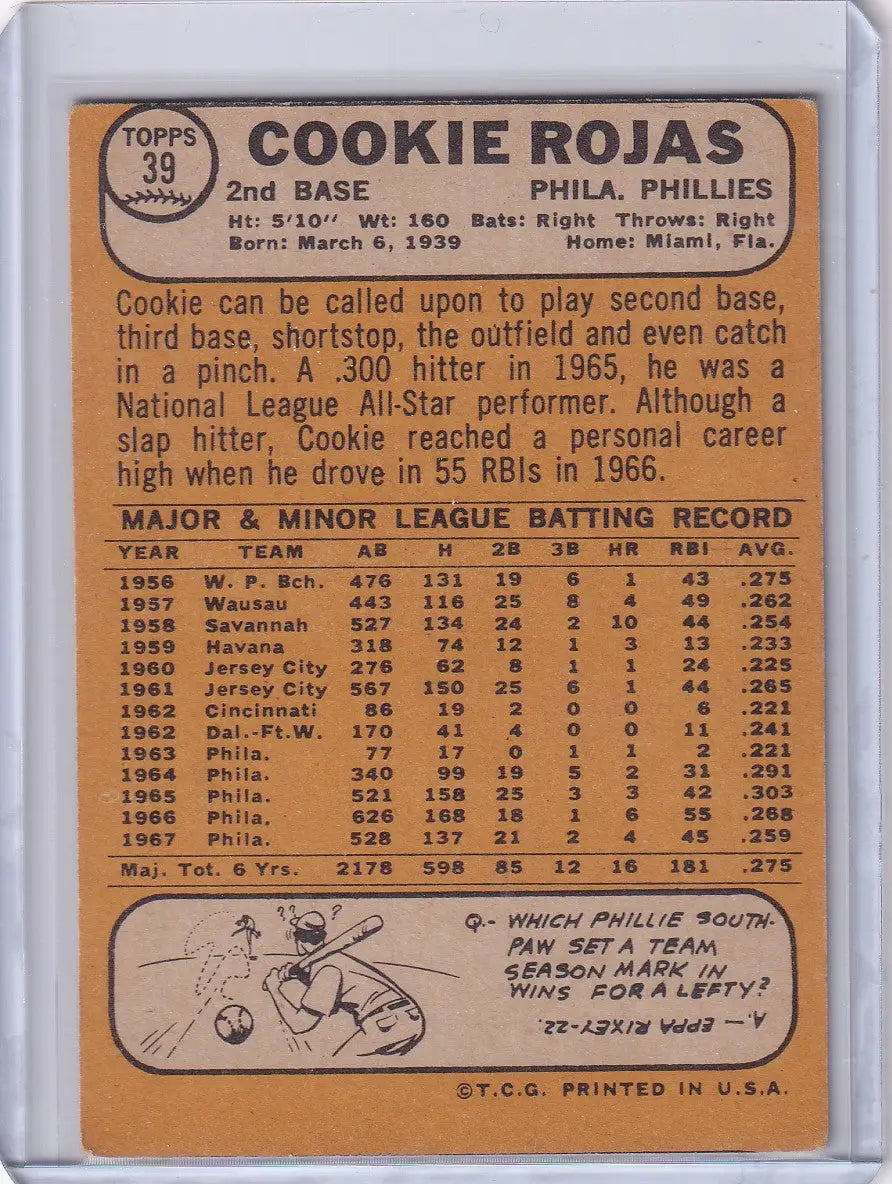 TOPPS
39
COOKIE ROJAS
2nd BASE PHILA. PHILLIES
Ht: 5'10" Wt: 160 Bats: Right Throws: Right
Born: March 6, 1939 Home: Miami, Fla.
Cookie can be called upon to play second base,
third base, shortstop, the outfield and even catch
in a pinch. A .300 hitter in 1965, he was a
National League All-Star performer. Although a
slap hitter, Cookie reached a personal career
high when he drove in 55 RBIs in 1966.
MAJOR & MINOR LEAGUE BATTING RECORD
YEAR TEAM AB H 2B 3B HR RBI AVG.
1956 W. P. Bch. 476 131 19 6 1 43 .275
1957 Wausau 443 116 25 8 4 49 .262
1958 Savannah 527 134 24 2 10 44 .254
1959 Havana 318 74 12 1 3 13 .233
1960 Jersey City 276 62 8 1 1 24 .225
1961 Jersey City 567 150 25 6 1 44 .265
1962 Cincinnati 86 19 2 0 0 6 .221
1962 Dal.-Ft.W. 170 41 4 0 0 11 .241
1963 Phila. 77 17 0 1 1 2 .221
1964 Phila. 340 99 19 5 2 31 .291
1965 Phila. 521 158 25 3 3 42 .303
1966 Phila. 626 168 18 1 6 55 .268
1967 Phila. 528 137 21 2 4 45 .259
Maj. Tot. 6 Yrs. 2178 598 85 12 16 181 .275
? ? ?
Q.- WHICH PHILLIE SOUTH-
PAW SET A TEAM
SEASON MARK IN
WINS FOR A LEFTY?
A. — EPPA RIXEY-22.
© T.C.G. PRINTED IN U.S.A.